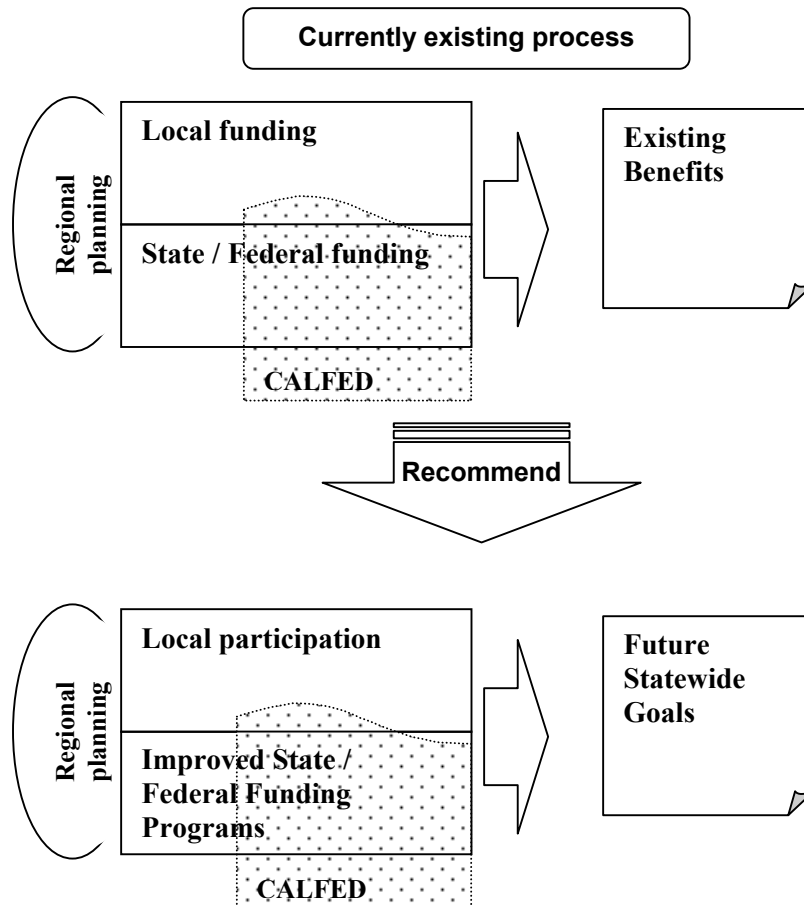 Currently existing process
Regional
planning
Local funding
State / Federal funding
CALFED
Existing
Benefits
Recommend
Regional
planning
Local participation
Improved State /
Federal Funding
Programs
CALFED
Future
Statewide
Goals